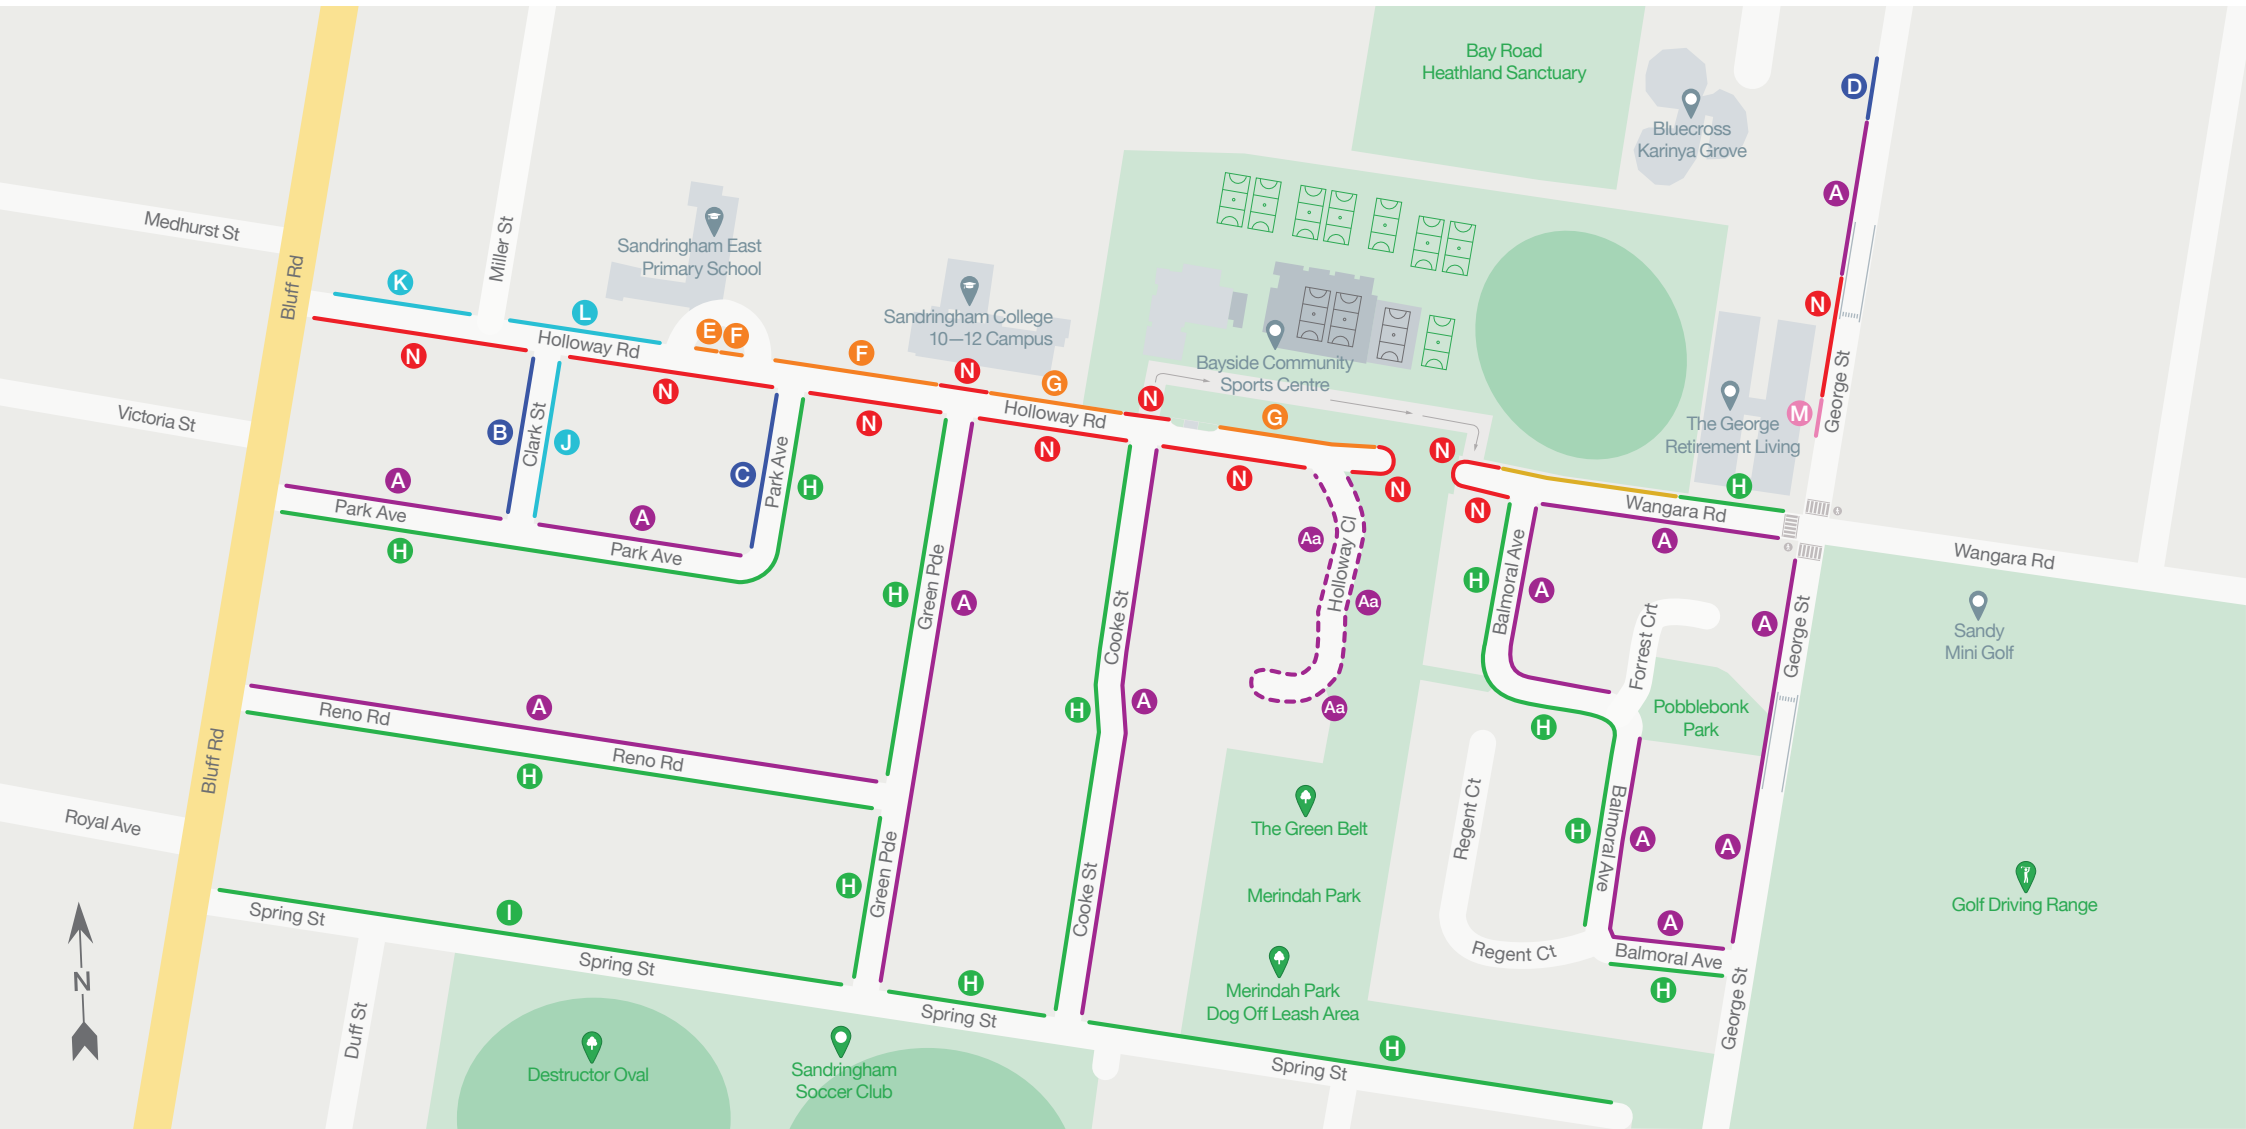 Bay Road
Heathland Sanctuary
D
Bluecross
Karinya Grove
A
Medhurst St
Miller St
Sandringham East
Primary School
Bluff Rd
K
L
E
F
Holloway Rd
N
N
F
Sandringham College
10—12 Campus
N
G
N
Holloway Rd
N
N
Bayside Community
Sports Centre
G
N
N
N
N
N
George St
M
The George
Retirement Living
H
Wangara Rd
A
Wangara Rd
Victoria St
B
Clark St
J
C
Park Ave
H
A
Park Ave
H
A
Park Ave
H
Green Pde
A
Cooke St
H
A
Aa
Holloway Cl
Aa
Aa
H
Balmoral Ave
A
H
Forrest Crt
A
George St
Sandy
Mini Golf
Pobblebonk
Park
A
Reno Rd
H
Reno Rd
Bluff Rd
Royal Ave
The Green Belt
Merindah Park
Regent Ct
H
Balmoral Ave
A
A
Golf Driving Range
H
Green Pde
Cooke St
N
Spring St
I
Spring St
H
Spring St
Regent Ct
A
Balmoral Ave
H
George St
Merindah Park
Dog Off Leash Area
Duff St
Destructor Oval
Sandringham
Soccer Club
H
Spring St